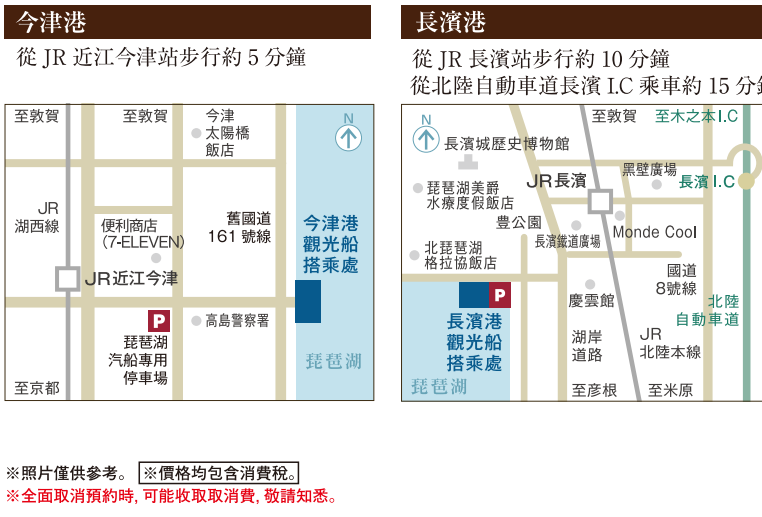 今津港
從 JR 近江今津站步行約 5 分鐘
至敦賀
至敦賀
今津
太陽橋
飯店
N
JR
湖西線
便利商店
(7-ELEVEN)
舊國道
161 號線
今津港
觀光船
搭乘處
JR近江今津
P
高島警察署
琵琶湖
汽船專用
停車場
琵琶湖
至京都
長濱港
從 JR 長濱站步行約 10 分鐘
從北陸自動車道長濱 I.C 乘車約 15 分鐘
N
至敦賀
至木之本I.C
長濱城歷史博物館
黑壁廣場
JR長濱
長濱I.C
琵琶湖美爵
水療度假飯店
豊公園
長濱鐵道廣場
Monde Cool
北琵琶湖
格拉協飯店
國道
8號線
P
慶雲館
北陸
自動車道
長濱港
觀光船
搭乘處
湖岸
道路
JR
北陸本線
琵琶湖
至彥根
至米原
※照片僅供參考。 ※價格均包含消費稅。
※全面取消預約時, 可能收取取消費, 敬請知悉。